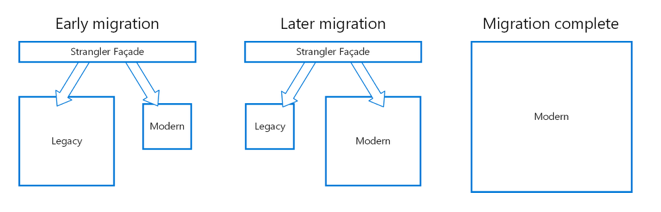 Early migration
Strangler Façade
Legacy
Modern
Later migration
Strangler Façade
Legacy
Modern
Migration complete
Modern